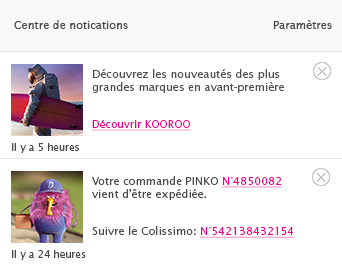 Centre de notications Paramètres
Découvrez les nouveautés des plus
grandes marques en avant-première
Découvrir KOOROO
Il y a 5 heures
Votre commande PINKO N°4850082
vient d'être expédiée.
Suivre le Colissimo: N°542138432154
Il y a 24 heures